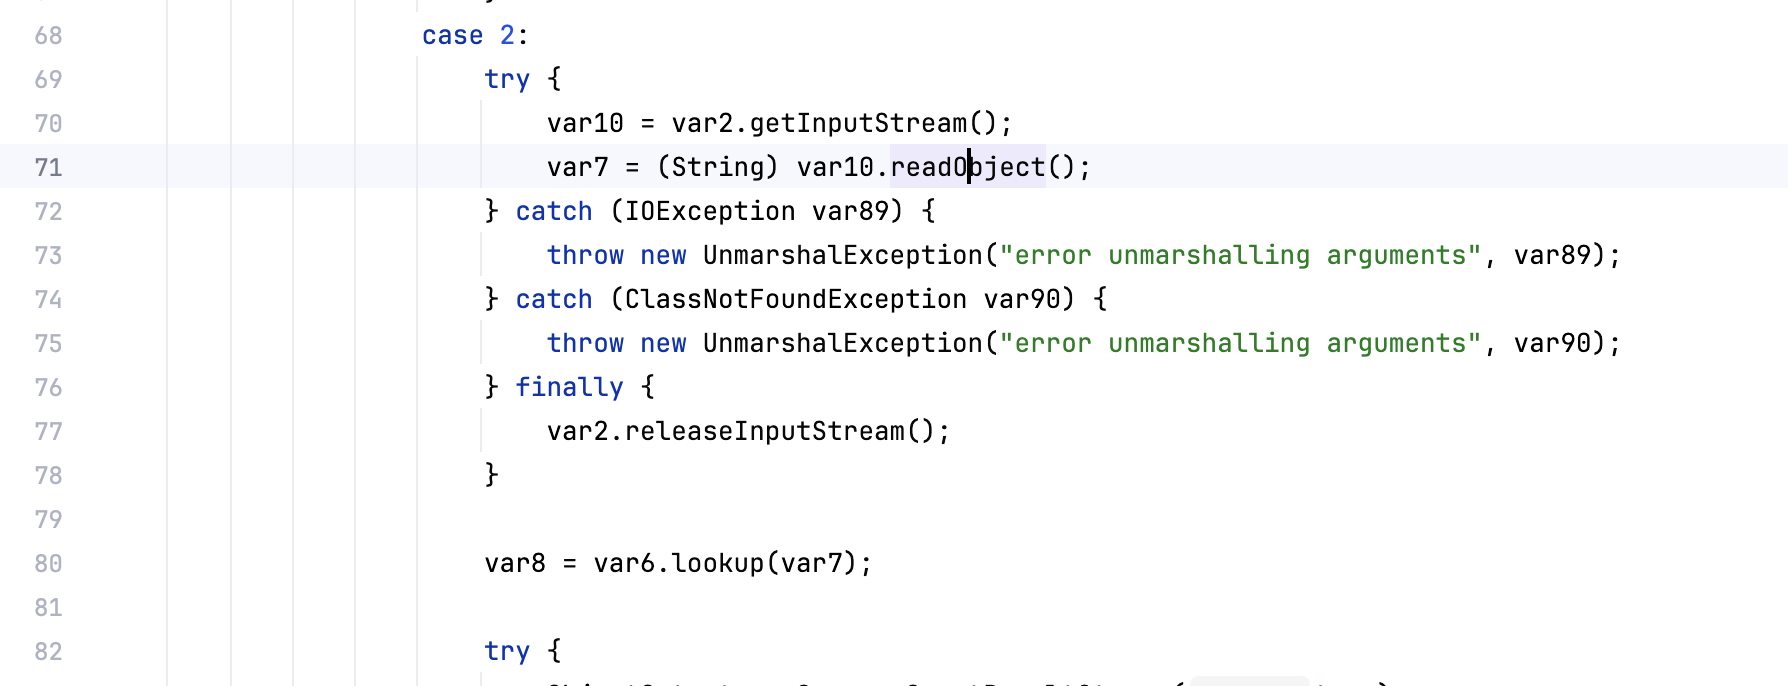 68 case 2:
69 try {
70 var10 = var2.getInputStream();
71 var7 = (String) var10.readObject();
72 } catch (IOException var89) {
73 throw new UnmarshalException("error unmarshalling arguments", var89);
74 } catch (ClassNotFoundException var90) {
75 throw new UnmarshalException("error unmarshalling arguments", var90);
76 } finally {
77 var2.releaseInputStream();
78 }
79
80 var8 = var6.lookup(var7);
81
82 try {